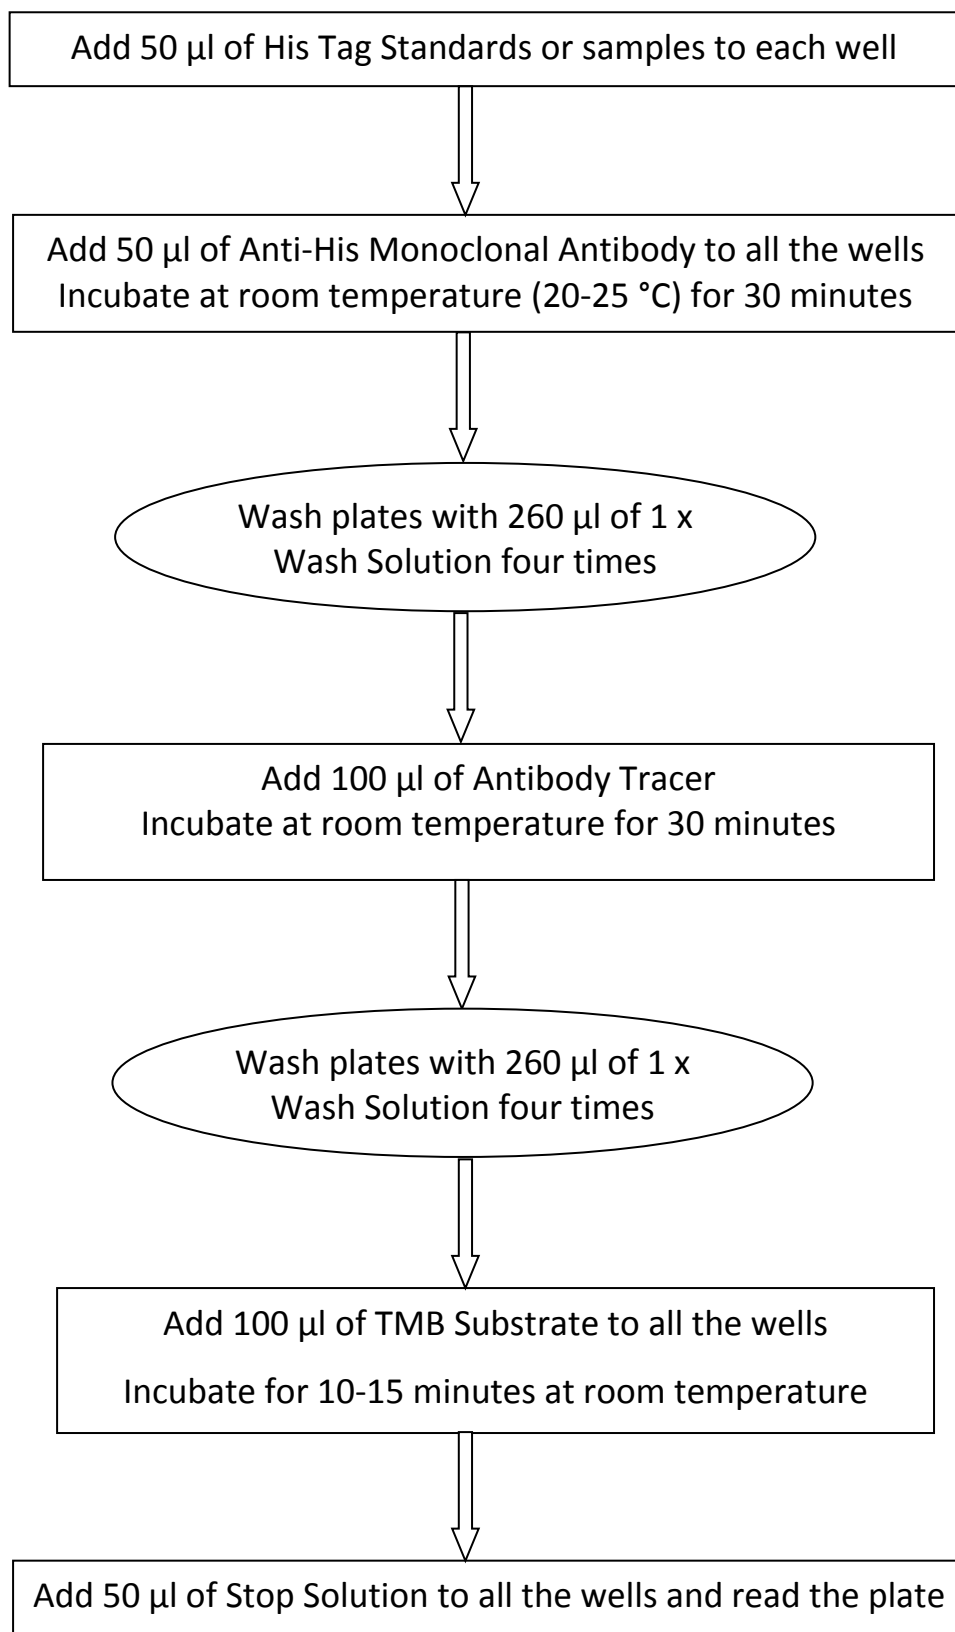 Add 50 µl of His Tag Standards or samples to each well
Add 50 µl of Anti-His Monoclonal Antibody to all the wells
Incubate at room temperature (20-25 °C) for 30 minutes
Wash plates with 260 µl of 1 x
Wash Solution four times
Add 100 µl of Antibody Tracer
Incubate at room temperature for 30 minutes
Wash plates with 260 µl of 1 x
Wash Solution four times
Add 100 µl of TMB Substrate to all the wells
Incubate for 10-15 minutes at room temperature
Add 50 µl of Stop Solution to all the wells and read the plate